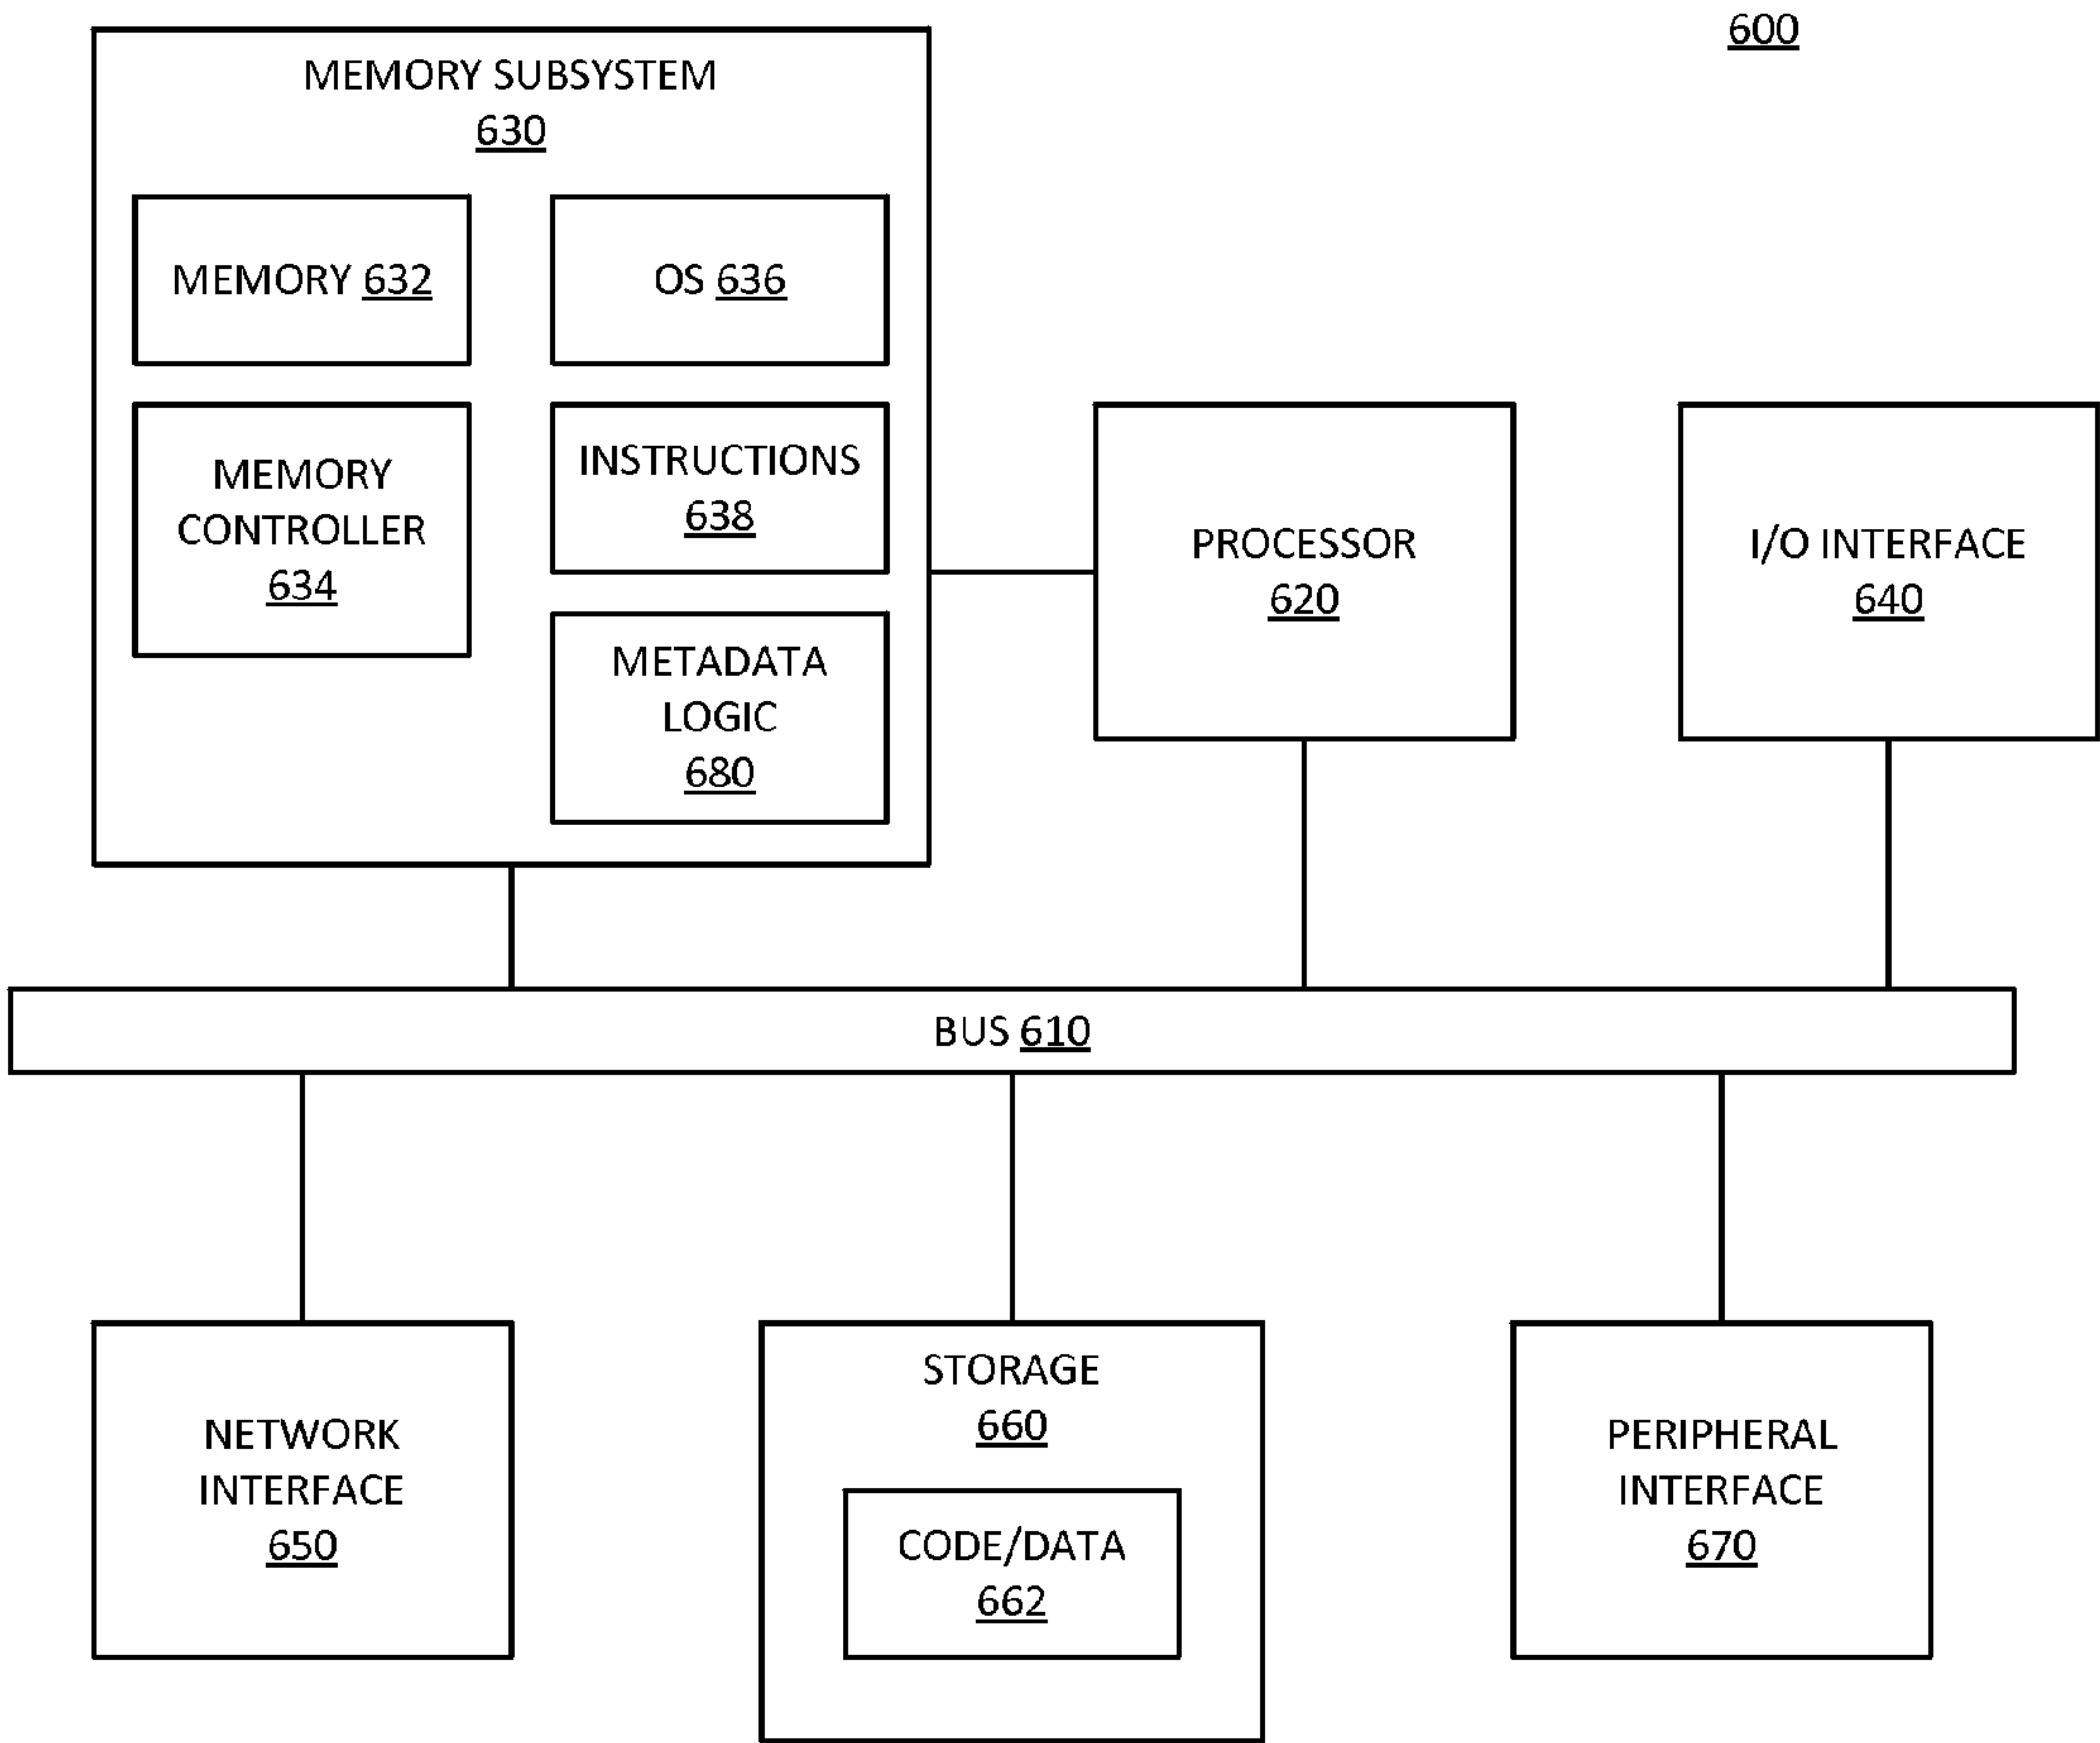 600
MEMORY SUBSYSTEM
630
MEMORY 632
OS 636
MEMORY
CONTROLLER
634
INSTRUCTIONS
638
METADATA
LOGIC
680
PROCESSOR
620
I/O INTERFACE
640
BUS 610
NETWORK
INTERFACE
650
STORAGE
660
CODE/DATA
662
PERIPHERAL
INTERFACE
670